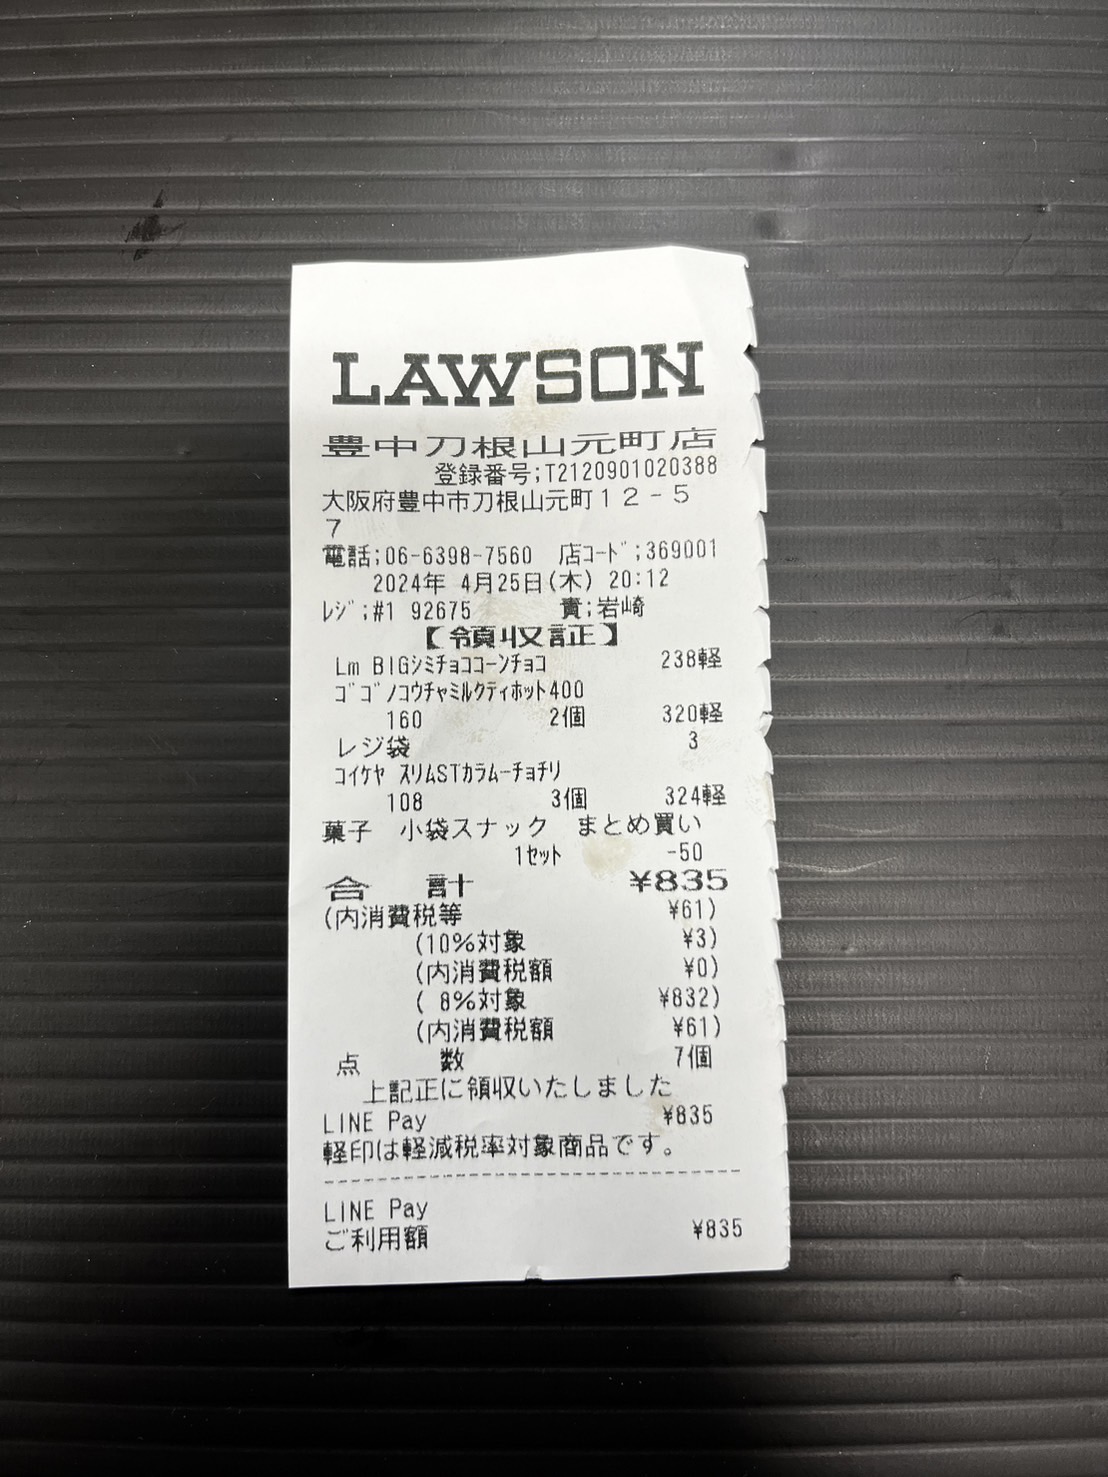 LAWSON
豊中刀根山元町店
登録番号;T2120901020388
大阪府豊中市刀根山元町12-5
7
電話;06-6398-7560 店コード;369001
2024年 4月25日(木) 20:12
レジ;#1 92675 責;岩崎
【領収証】
Lm BIGシミチョココーンチョコ 238軽
ゴゴノコウチャミルクティホット400
160 2個 320軽
レジ袋 3
コイケヤ スリムSTカラムーチョチリ
108 3個 324軽
菓子 小袋スナック まとめ買い
1セット -50
合 計 ¥835
(内消費税等 ¥61)
(10%対象 ¥3)
(内消費税額 ¥0)
( 8%対象 ¥832)
(内消費税額 ¥61)
点 数 7個
上記正に領収いたしました
LINE Pay ¥835
軽印は軽減税率対象商品です。
LINE Pay
ご利用額 ¥835